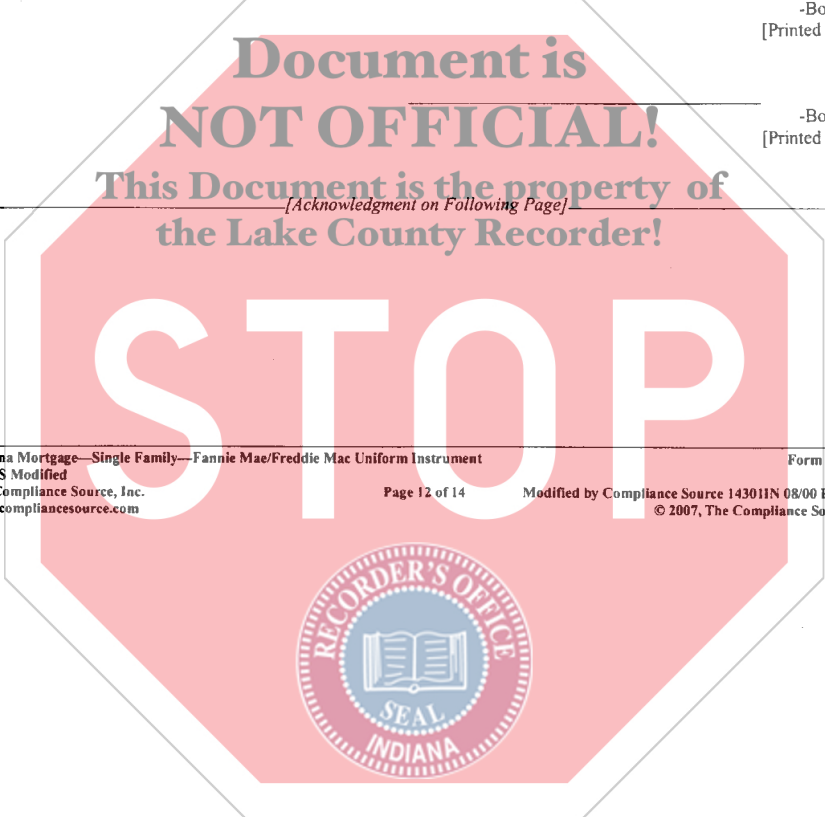 -Bo
[Printed
Document is
NOT OFFICIAL!
-Bo
[Printed
This Document is the property of
[Acknowledgment on Following Page]
the Lake County Recorder!
STOP
na Mortgage—Single Family—Fannie Mae/Freddie Mac Uniform Instrument
Form
S Modified
Compliance Source, Inc.
Page 12 of 14
Modified by Compliance Source 14301IN 08/00
compliancesource.com
© 2007, The Compliance So
RECORDER'S OFFICE
SEAL
INDIANA